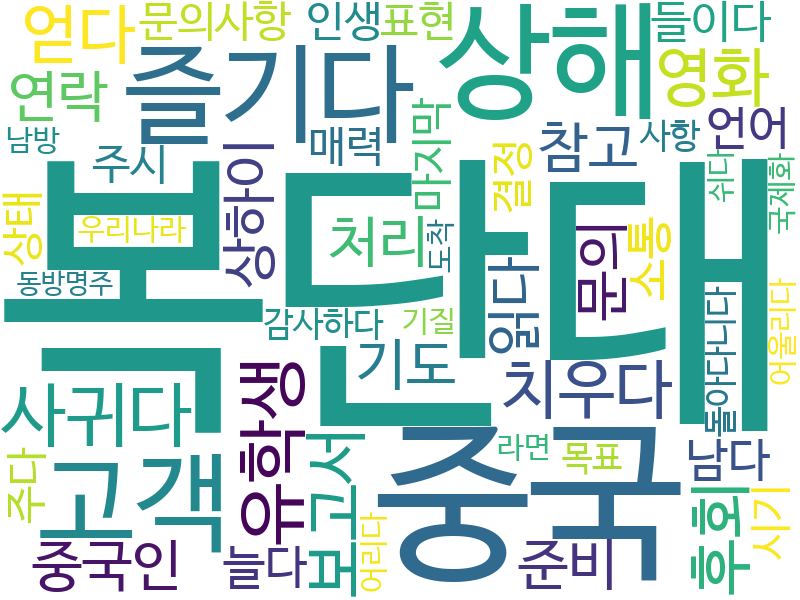 얻다
문의사항
인생
표현
상해
들이다
연락
즐기다
영화
남방
주시
매력
참고
사항
언어
복단대
상태
우리나라
상하이
마지막
결정
쉬다
국제화
처리
도착
문의
소통
동방명주
감사하다
기질
읽다
돌아다니다
어울리다
사귀다
기도
치우다
유학생
보고서
라면
목표
남다
주다
고객
중국
후회
시기
중국인
늘다
어리다
준비